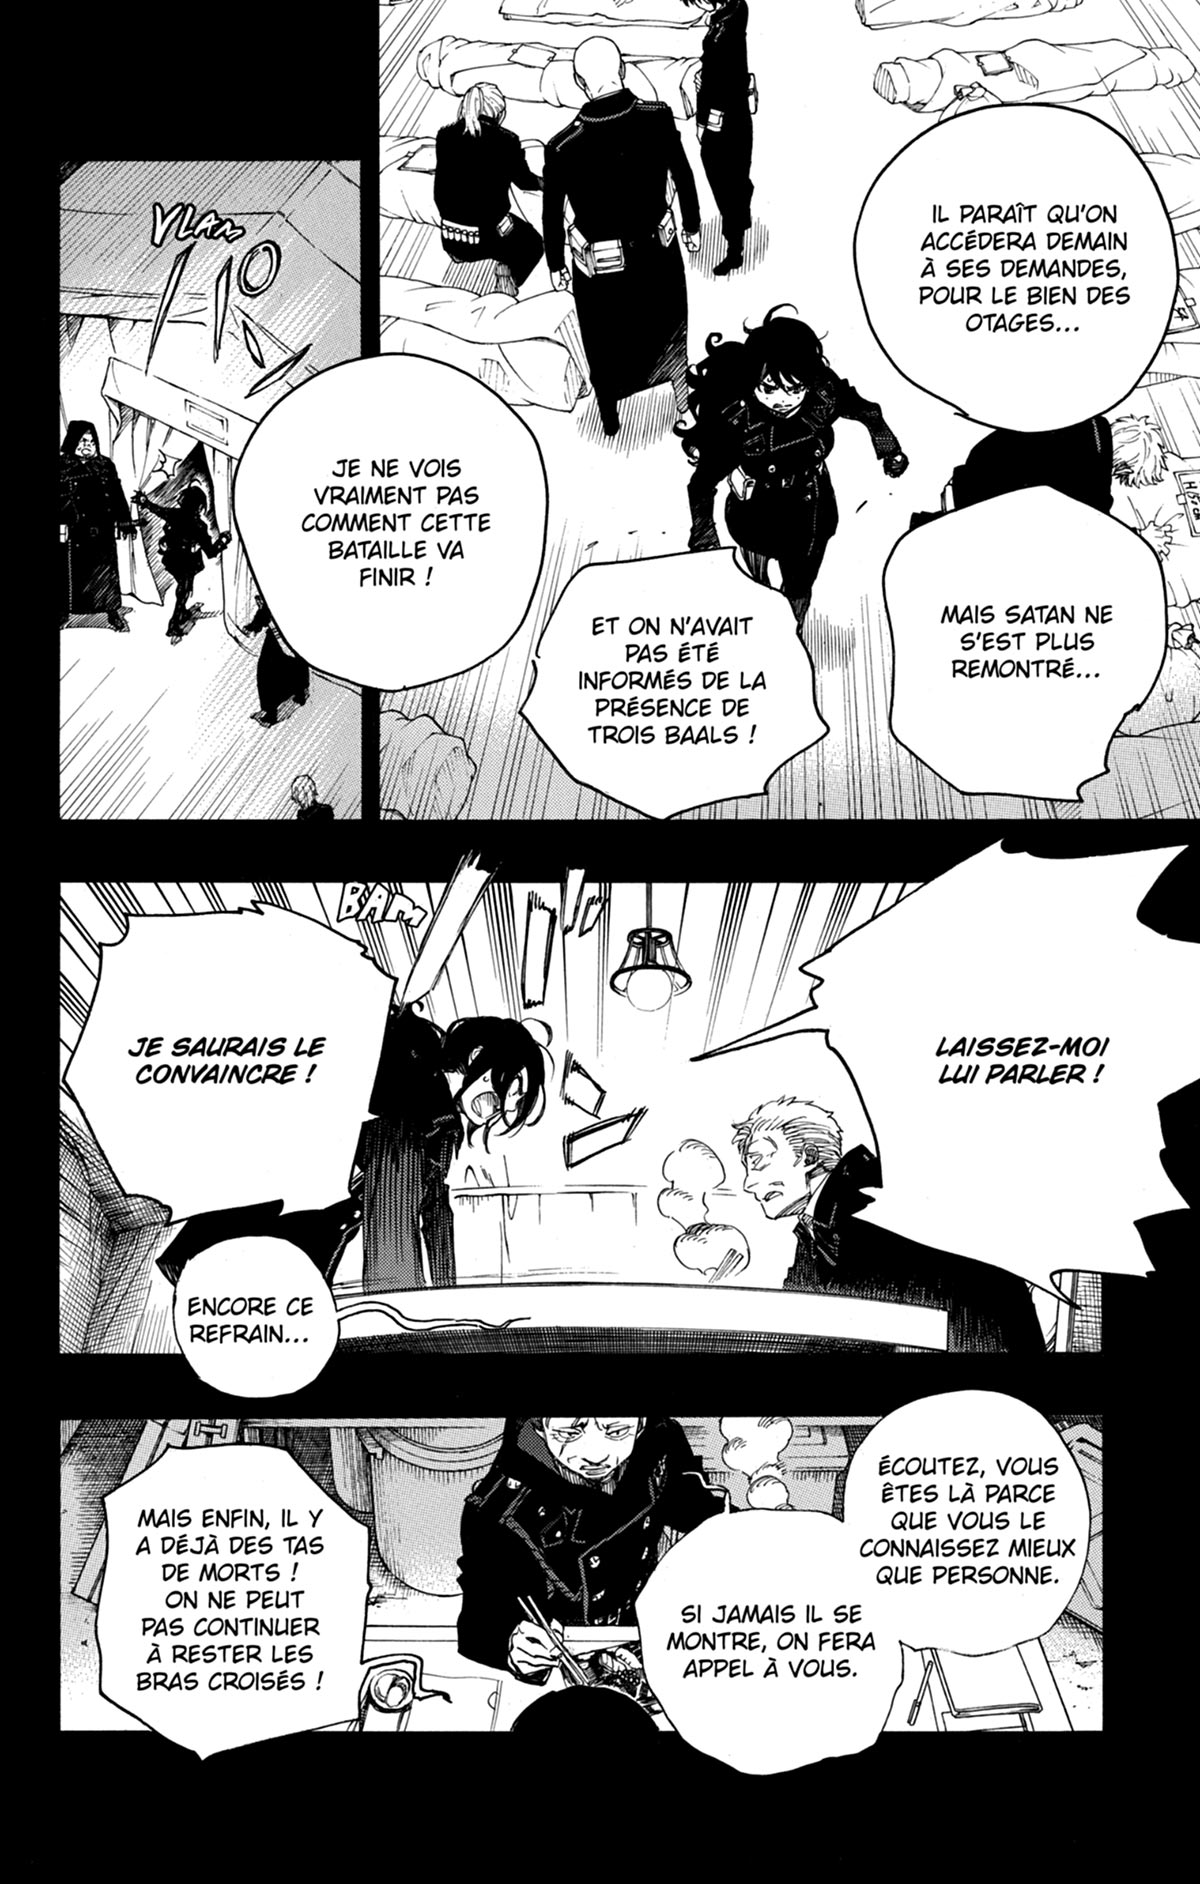 IL PARAÎT QU'ON
ACCÉDERA DEMAIN
À SES DEMANDES,
POUR LE BIEN DES
OTAGES...
MAIS SATAN NE
S'EST PLUS
REMONTRÉ...
ET ON N'AVAIT
PAS ÉTÉ
INFORMÉS DE LA
PRÉSENCE DE
TROIS BAALS !
JE NE VOIS
VRAIMENT PAS
COMMENT CETTE
BATAILLE VA
FINIR !
VLAM
LAISSEZ-MOI
LUI PARLER !
BAM
JE SAURAIS LE
CONVAINCRE !
ENCORE CE
REFRAIN...
ÉCOUTEZ, VOUS
ÊTES LÀ PARCE
QUE VOUS LE
CONNAISSEZ MIEUX
QUE PERSONNE.
SI JAMAIS IL SE
MONTRE, ON FERA
APPEL À VOUS.
MAIS ENFIN, IL Y
A DÉJÀ DES TAS
DE MORTS !
ON NE PEUT
PAS CONTINUER
À RESTER LES
BRAS CROISÉS !